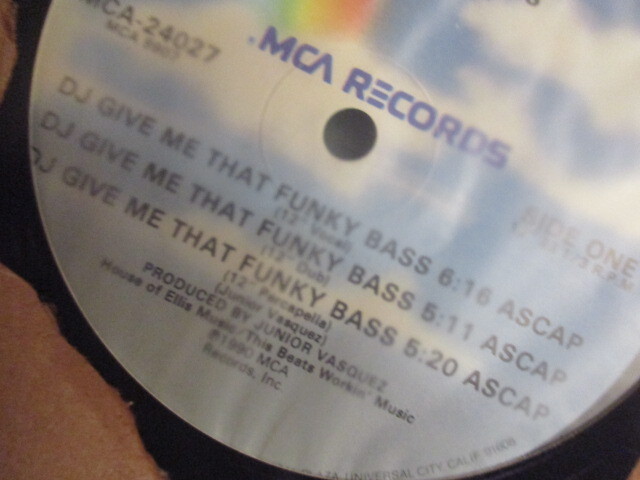 MCA-24027
MCA RECORDS
SIDE ONE
DJ GIVE ME THAT FUNKY BASS 6:16 ASCAP
(12" Vocal)
DJ GIVE ME THAT FUNKY BASS 5:11 ASCAP
(12" Dub)
DJ GIVE ME THAT FUNKY BASS 5:20 ASCAP
(12" Percapella)
(Junior Vasquez)
PRODUCED BY JUNIOR VASQUEZ
House of Ellis Music/This Beats Workin' Music
℗1990 MCA
Records, Inc.
UNIVERSAL CITY, CALIF.